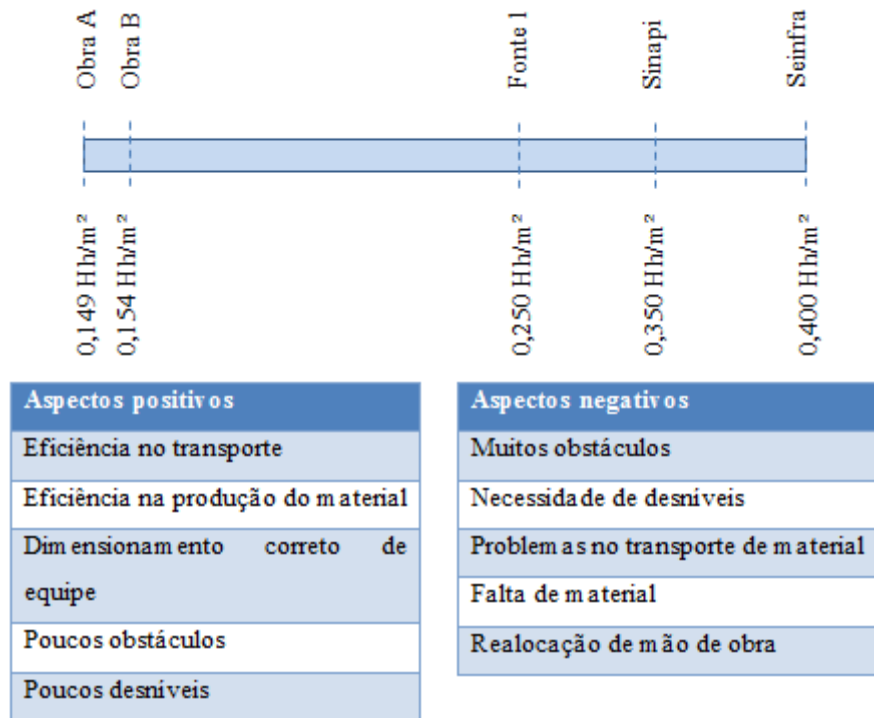 Obra A
Obra B
Fonte 1
Sinapi
Seinfra
0,149 Hh/m²
0,154 Hh/m²
0,250 Hh/m²
0,350 Hh/m²
0,400 Hh/m²
Aspectos positivos
Eficiência no transporte
Eficiência na produção do material
Dimensionamento correto de
equipe
Poucos obstáculos
Poucos desníveis
Aspectos negativos
Muitos obstáculos
Necessidade de desníveis
Problemas no transporte de material
Falta de material
Realocação de mão de obra